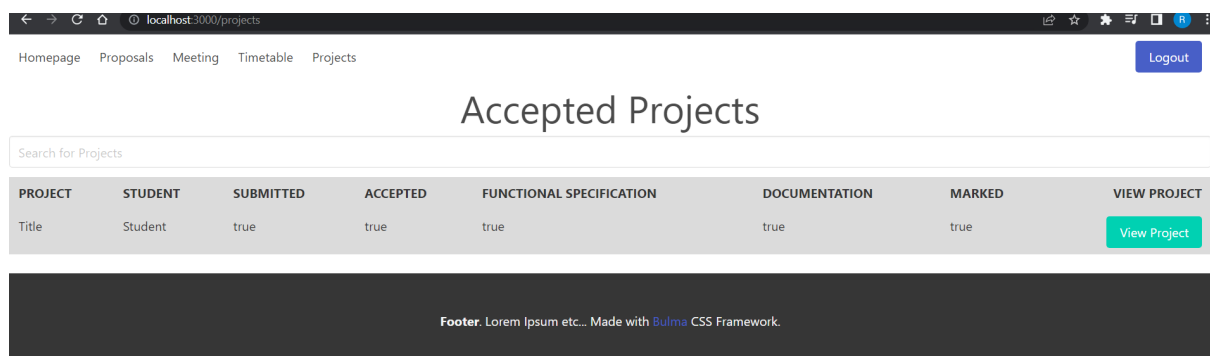 localhost:3000/projects
R
Homepage Proposals Meeting Timetable Projects Logout
Accepted Projects
Search for Projects
PROJECT STUDENT SUBMITTED ACCEPTED FUNCTIONAL SPECIFICATION DOCUMENTATION MARKED VIEW PROJECT
Title Student true true true true true View Project
Footer. Lorem Ipsum etc... Made with Bulma CSS Framework.